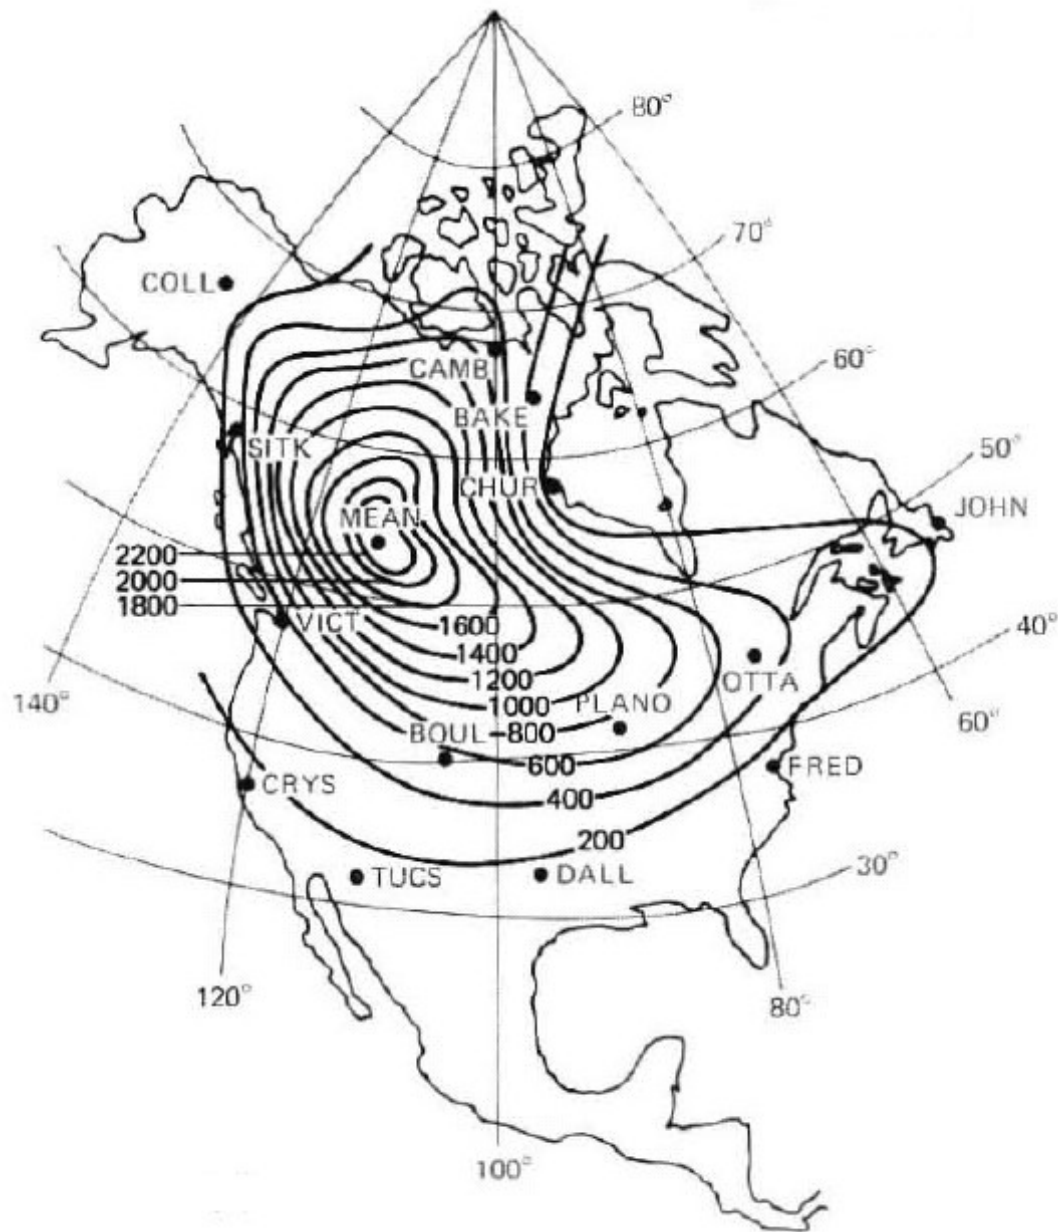 80°
70°
COLL
60°
CAMB
BAKE
SITK
50°
CHUR
JOHN
MEAN
2200
2000
1800
VICT
1600
40°
1400
1200
OTTA
140°
1000
PLANO
60°
BOUL
800
600
FRED
CRYS
400
200
30°
TUCS
DALL
120°
80°
100°